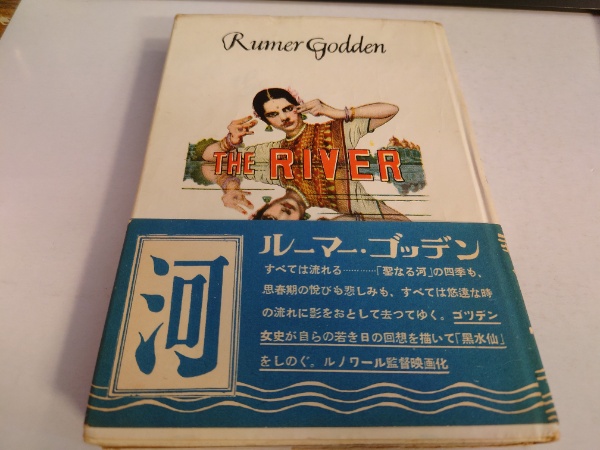 Rumer Godden
THE RIVER
河
ルーマー・ゴッデン
すべては流れる…………「聖なる河」の四季も、
思春期の悦びも悲しみも、すべては悠遠な時
の流れに影をおとして去つてゆく。ゴツデン
女史が自らの若き日の回想を描いて「黒水仙」
をしのぐ。ルノワール監督映画化